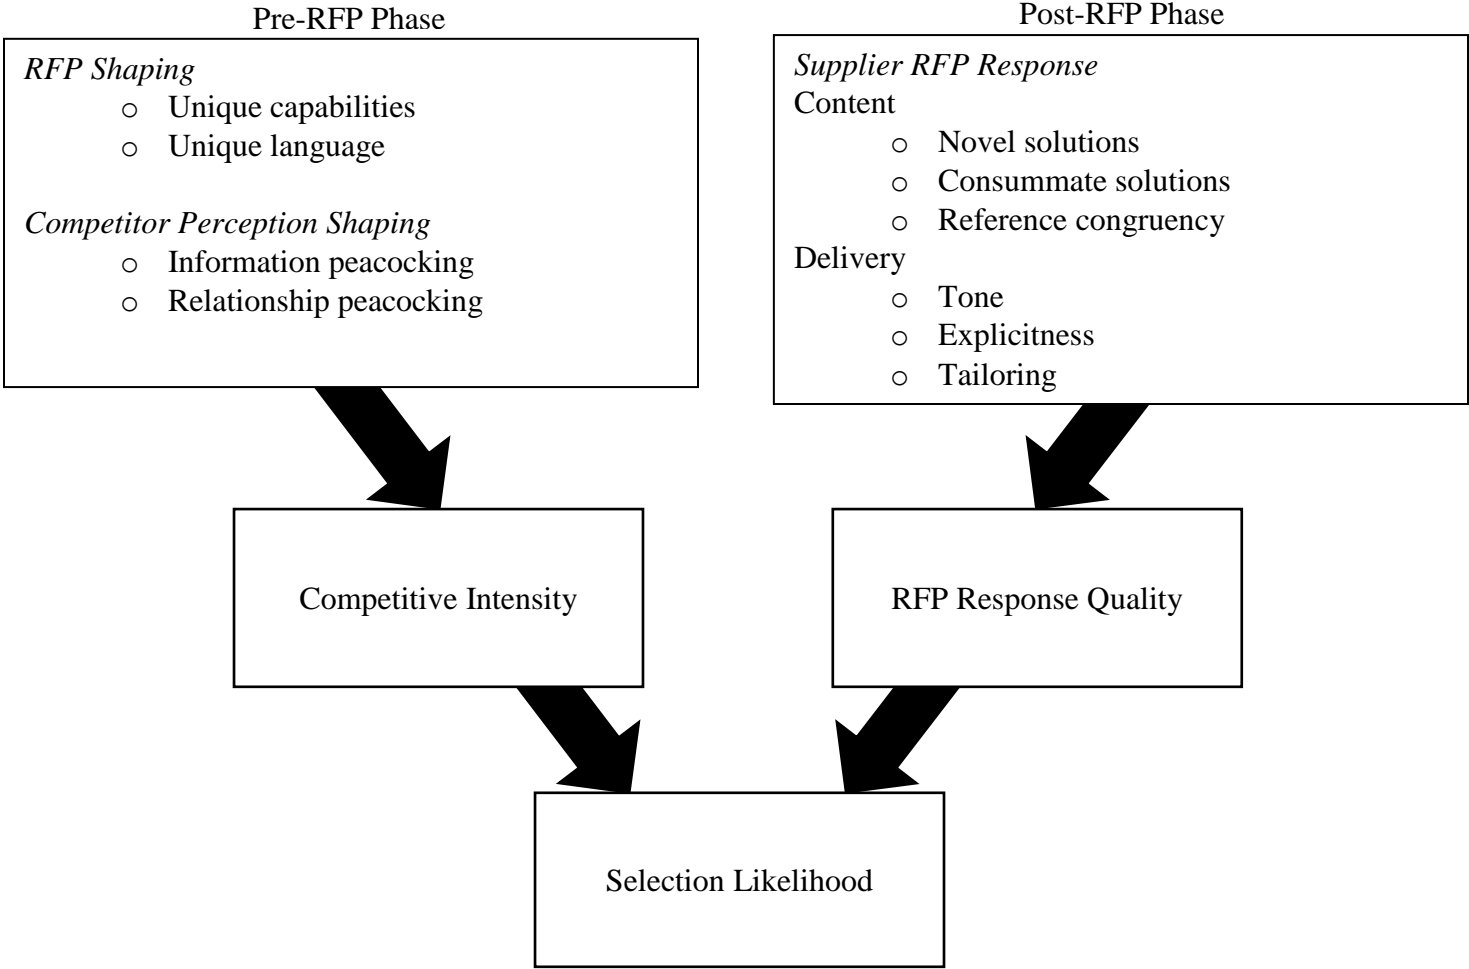 Pre-RFP Phase
RFP Shaping
o Unique capabilities
o Unique language
Competitor Perception Shaping
o Information peacocking
o Relationship peacocking
Post-RFP Phase
Supplier RFP Response
Content
o Novel solutions
o Consummate solutions
o Reference congruency
Delivery
o Tone
o Explicitness
o Tailoring
Competitive Intensity
RFP Response Quality
Selection Likelihood